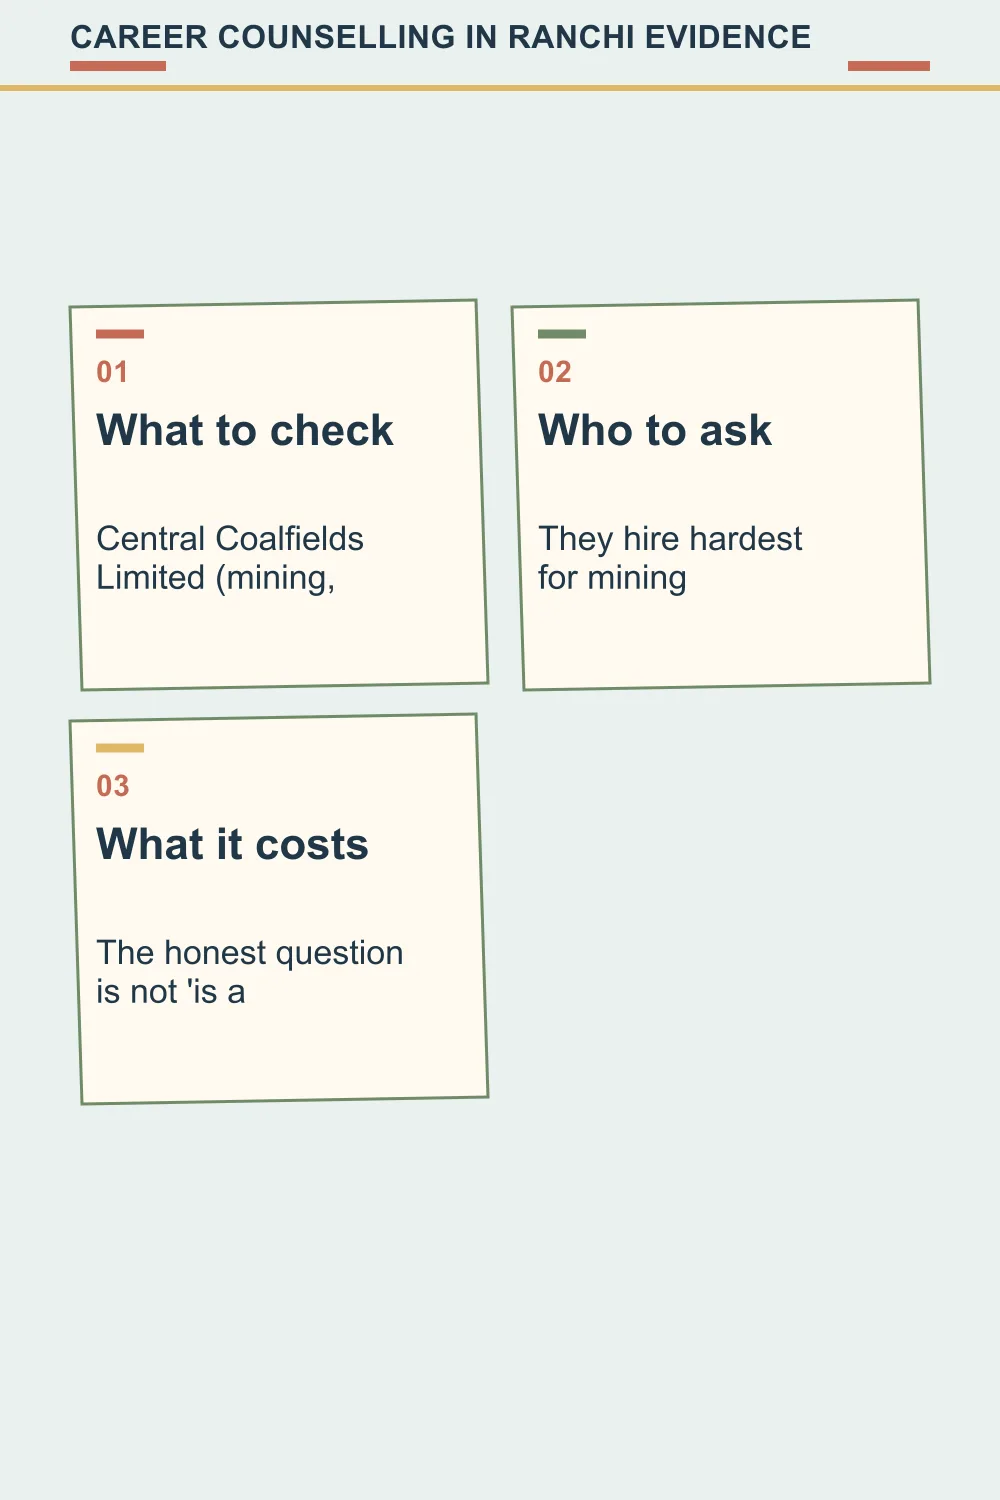 CAREER COUNSELLING IN RANCHI EVIDENCE
01
What to check
Central Coalfields
Limited (mining,
02
Who to ask
They hire hardest
for mining
03
What it costs
The honest question
is not 'is a